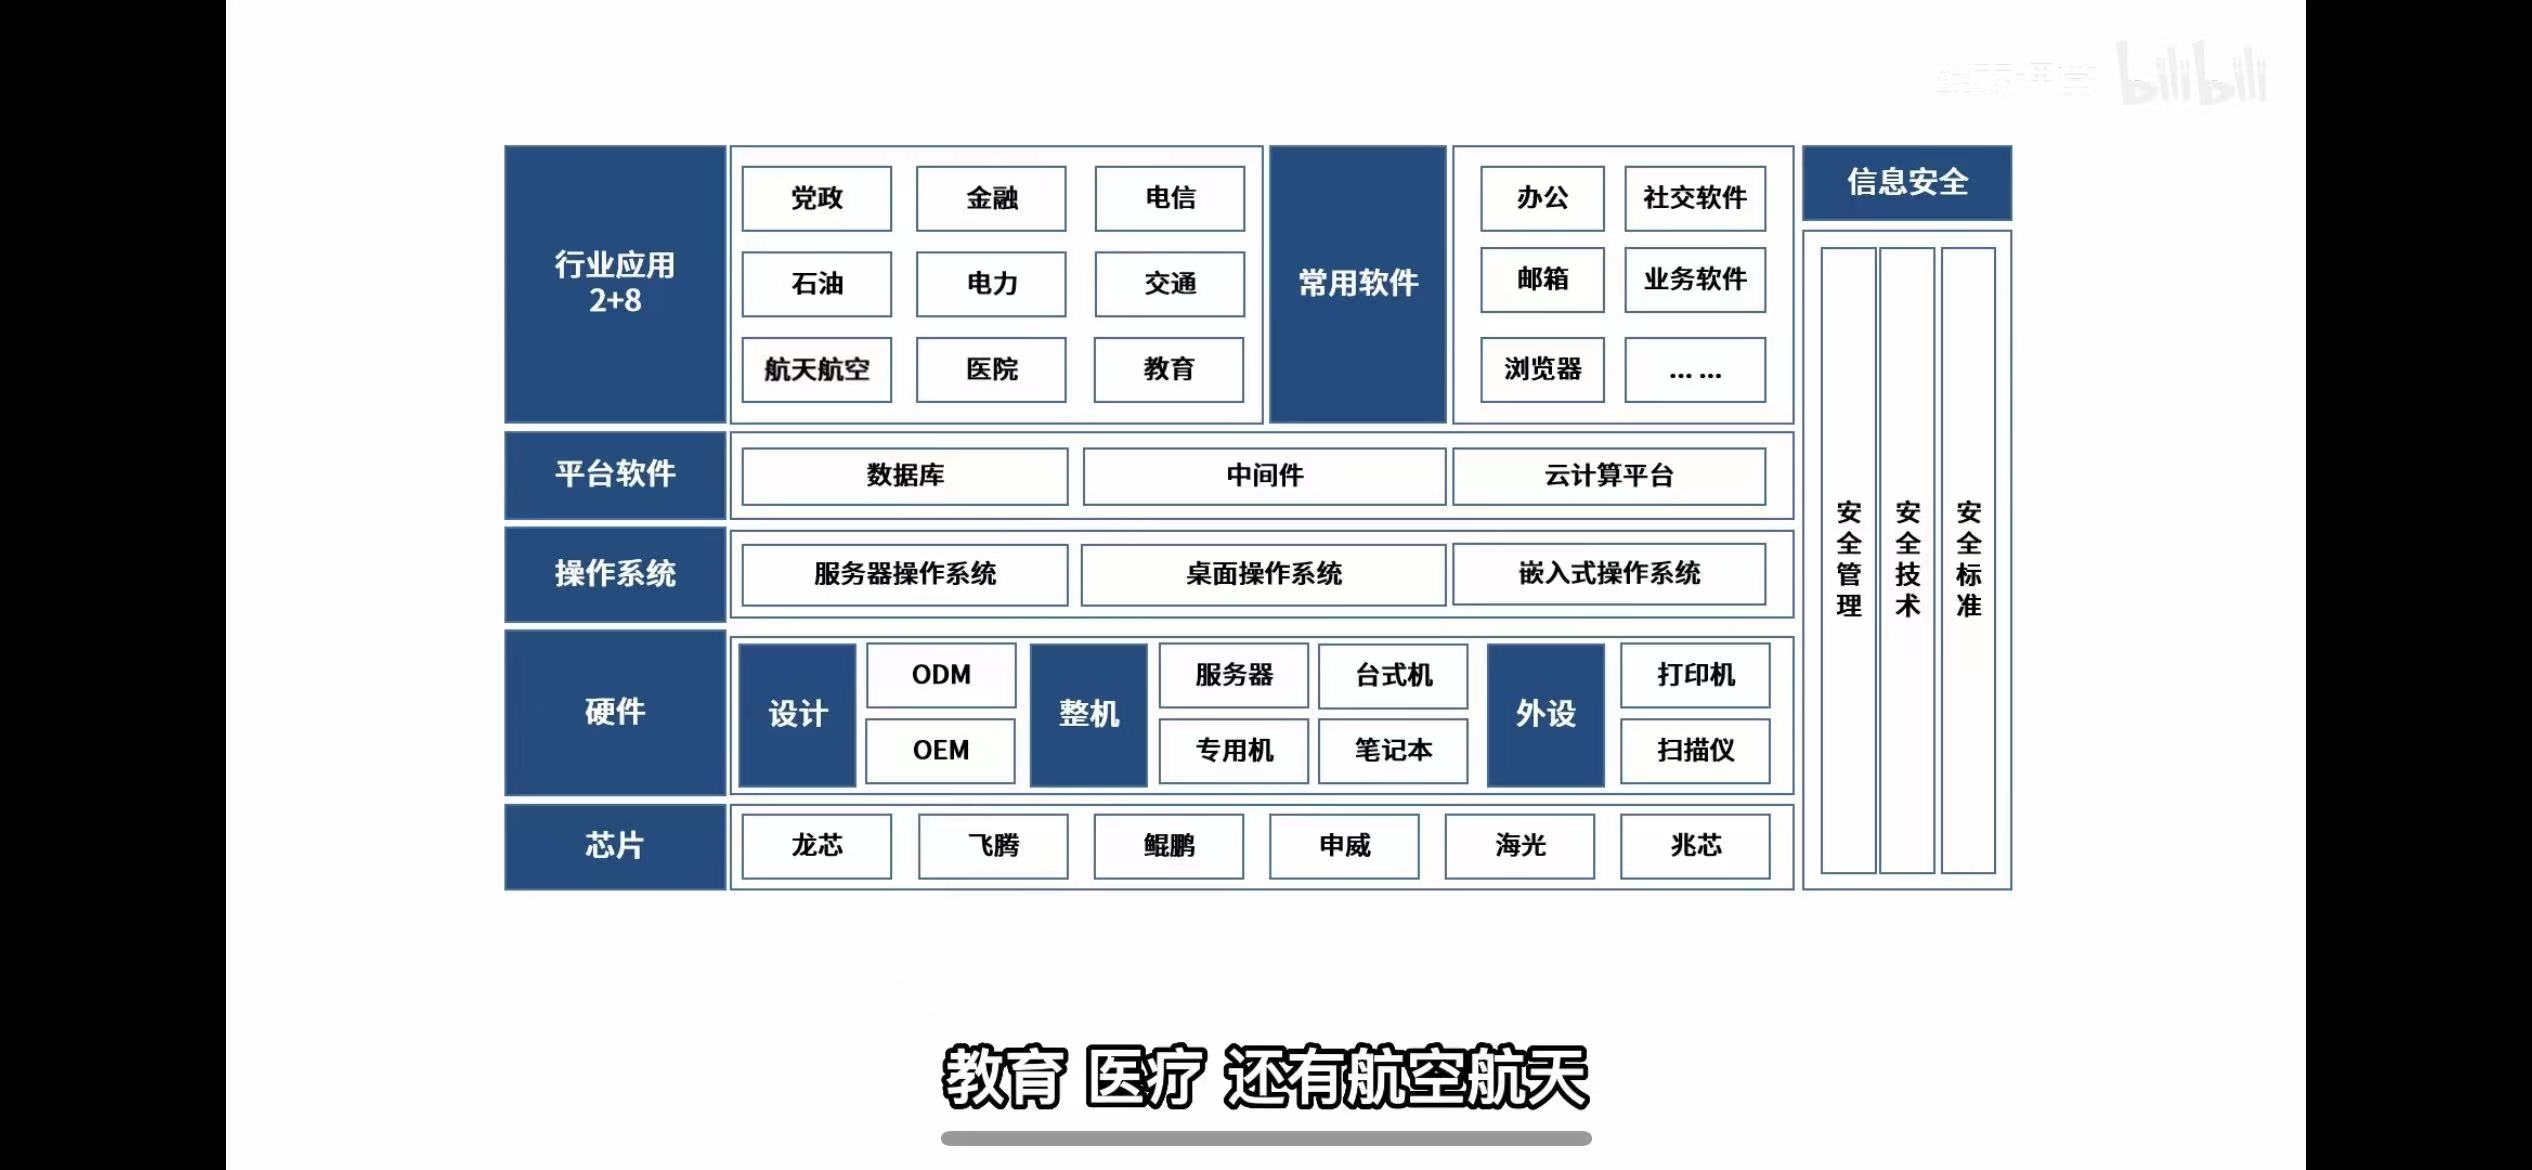 bilibili
行业应用
2+8
党政
金融
电信
石油
电力
交通
航天航空
医院
教育
常用软件
办公
社交软件
邮箱
业务软件
浏览器
... ...
信息安全
安全管理
安全技术
安全标准
平台软件
数据库
中间件
云计算平台
操作系统
服务器操作系统
桌面操作系统
嵌入式操作系统
硬件
设计
ODM
OEM
整机
服务器
台式机
专用机
笔记本
外设
打印机
扫描仪
芯片
龙芯
飞腾
鲲鹏
申威
海光
兆芯
教育 医疗 还有航空航天